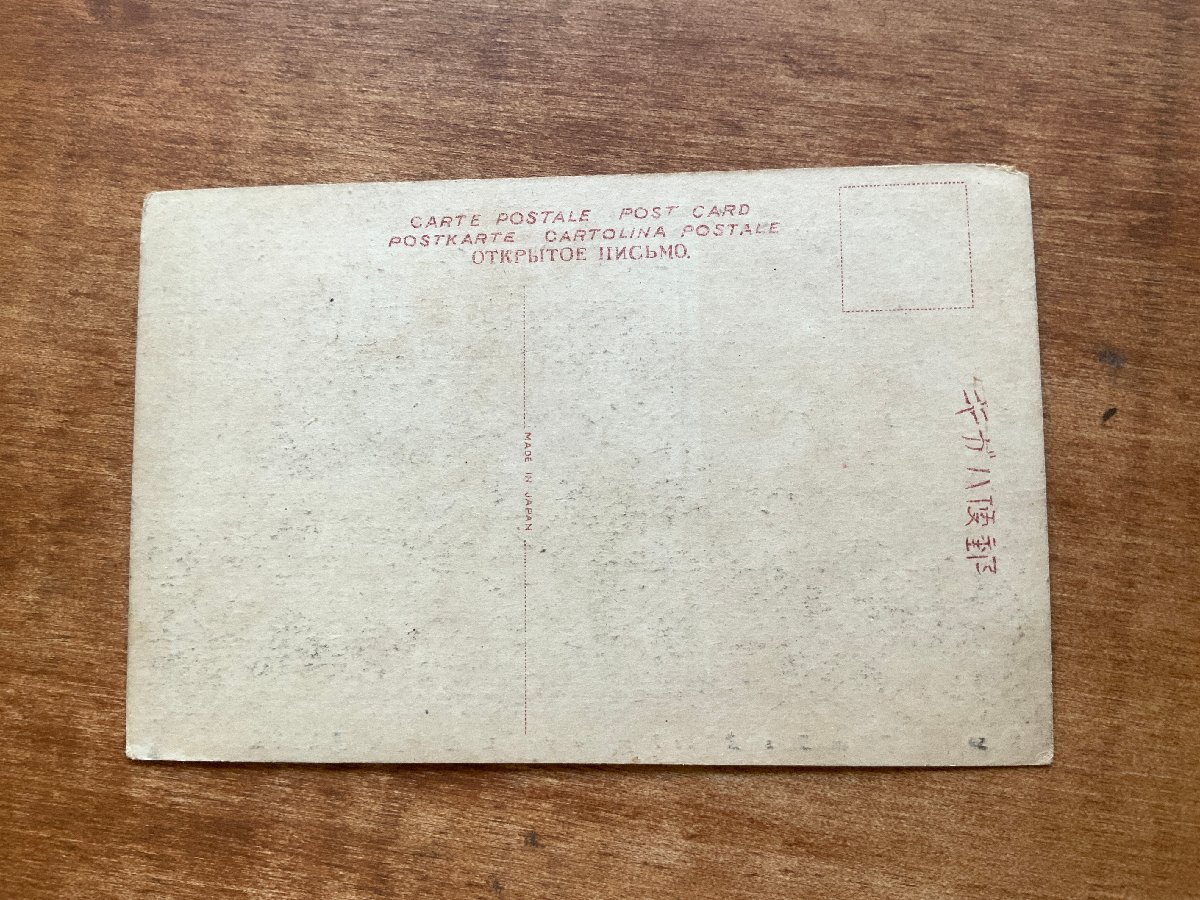 CARTE POSTALE POST CARD
POSTKARTE CARTOLINA POSTALE
ОТКРЫТОЕ ПИСЬМО.
MADE IN JAPAN
郵便ハガキ